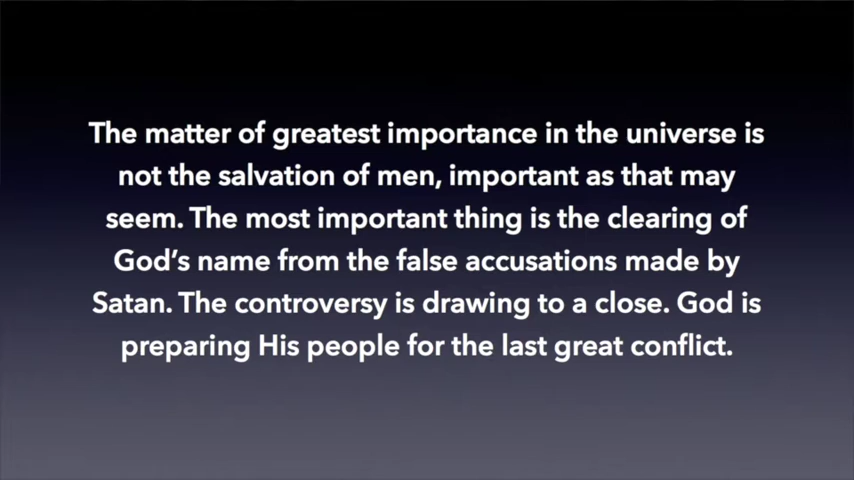 The matter of greatest importance in the universe is
not the salvation of men, important as that may
seem. The most important thing is the clearing of
God’s name from the false accusations made by
Satan. The controversy is drawing to a close. God is
preparing His people for the last great conflict.